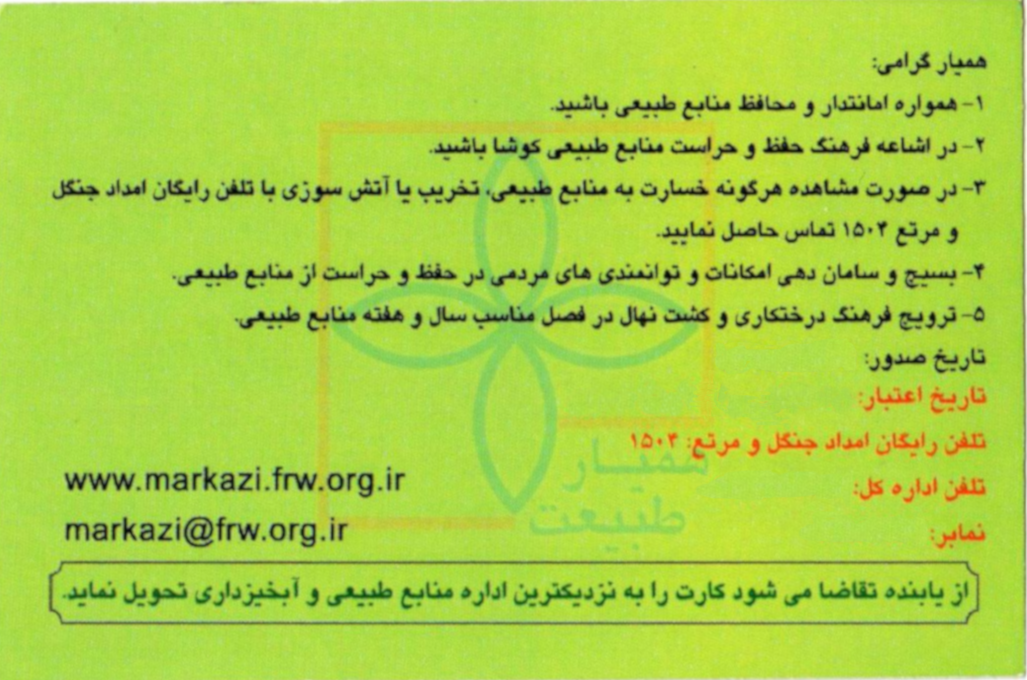 همیار گرامی:
۱- همواره امانتدار و محافظ منابع طبیعی باشید.
۲- در اشاعه فرهنگ حفظ و حراست منابع طبیعی کوشا باشید.
۳- در صورت مشاهده هرگونه خسارت به منابع طبیعی، تخریب یا آتش سوزی با تلفن رایگان امداد جنگل
و مرتع ۱۵۰۴ تماس حاصل نمایید.
۴- بسیج و سامان دهی امکانات و توانمندی های مردمی در حفظ و حراست از منابع طبیعی.
۵- ترویج فرهنگ درختکاری و کشت نهال در فصل مناسب سال و هفته منابع طبیعی.
تاریخ صدور:
تاریخ اعتبار:
تلفن رایگان امداد جنگل و مرتع: ۱۵۰۴
همیار
طبیعت
تلفن اداره کل:
www.markazi.frw.org.ir
نمابر:
markazi@frw.org.ir
از یابنده تقاضا می شود کارت را به نزدیکترین اداره منابع طبیعی و آبخیزداری تحویل نماید.